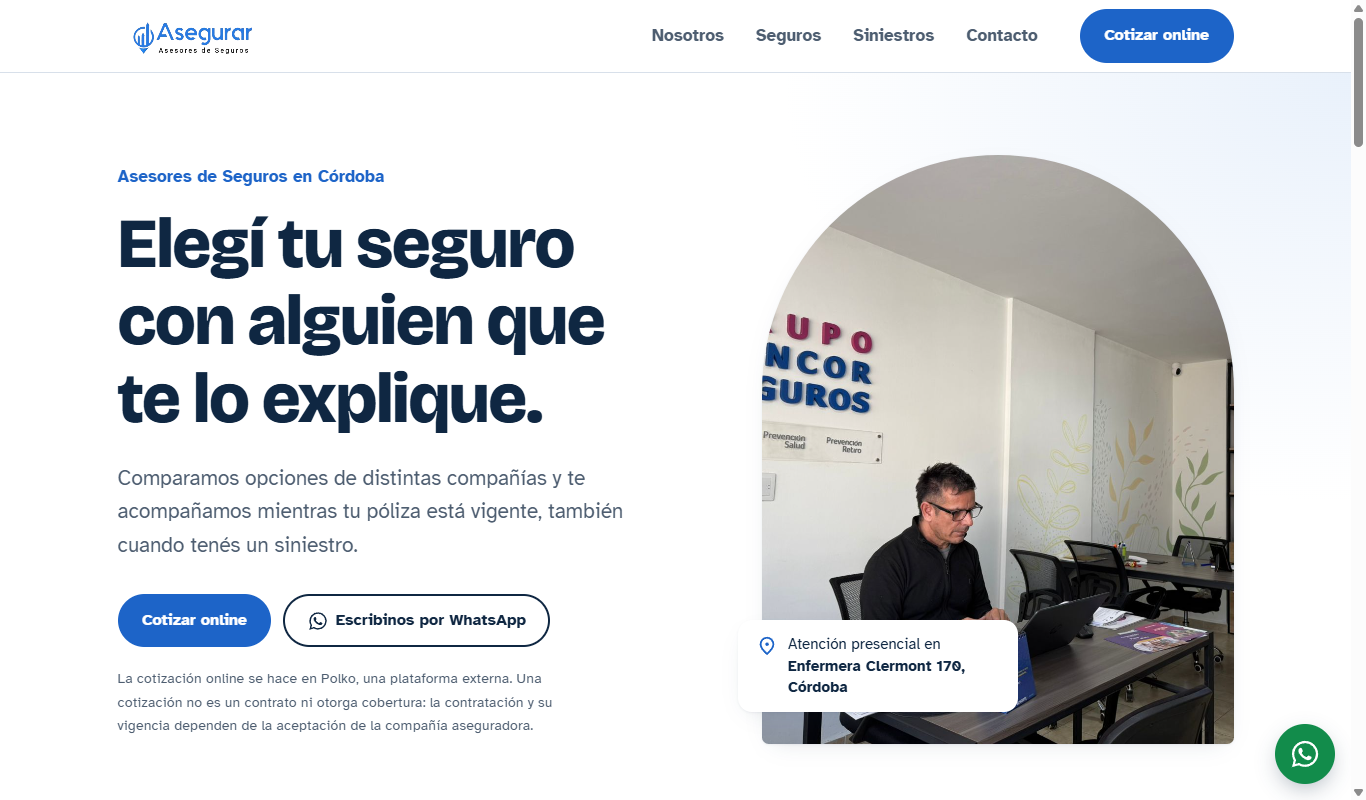 Asegurar
Asesores de Seguros
Nosotros
Seguros
Siniestros
Contacto
Cotizar online
Asesores de Seguros en Córdoba
Elegí tu seguro
con alguien que
te lo explique.
Comparamos opciones de distintas compañías y te
acompañamos mientras tu póliza está vigente, también
cuando tenés un siniestro.
Cotizar online
Escribinos por WhatsApp
La cotización online se hace en Polko, una plataforma externa. Una
cotización no es un contrato ni otorga cobertura: la contratación y su
vigencia dependen de la aceptación de la compañía aseguradora.
UPO
NCOR
GUROS
Prevención
Salud
Prevención
Retiro
Atención presencial en
Enfermera Clermont 170,
Córdoba